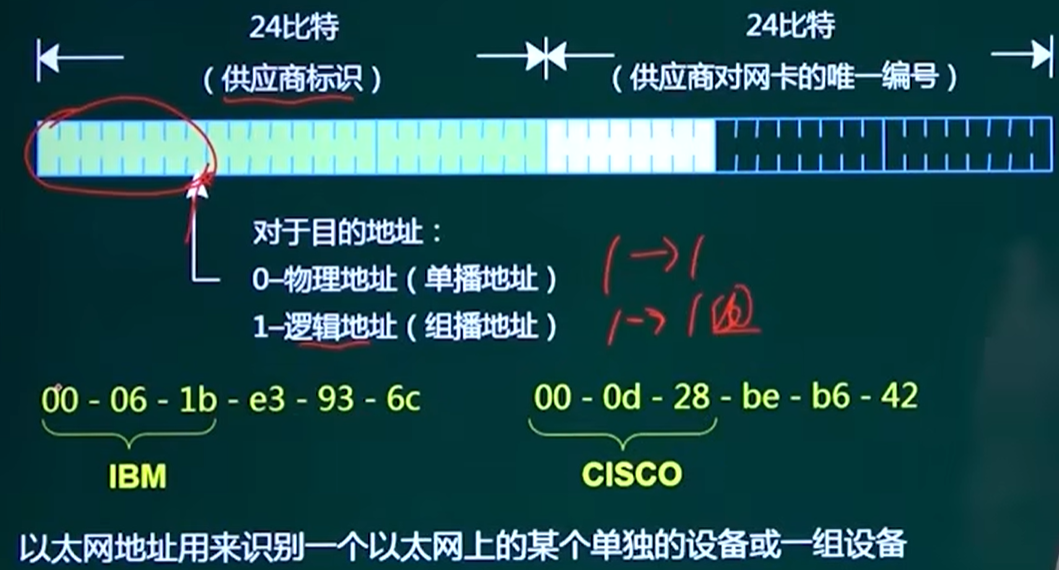 24比特 24比特
（供应商标识） （供应商对网卡的唯一编号）
对于目的地址：
0–物理地址（单播地址） 1→1
1–逻辑地址（组播地址） 1→1
00 - 06 - 1b - e3 - 93 - 6c 00 - 0d - 28 - be - b6 - 42
IBM CISCO
以太网地址用来识别一个以太网上的某个单独的设备或一组设备